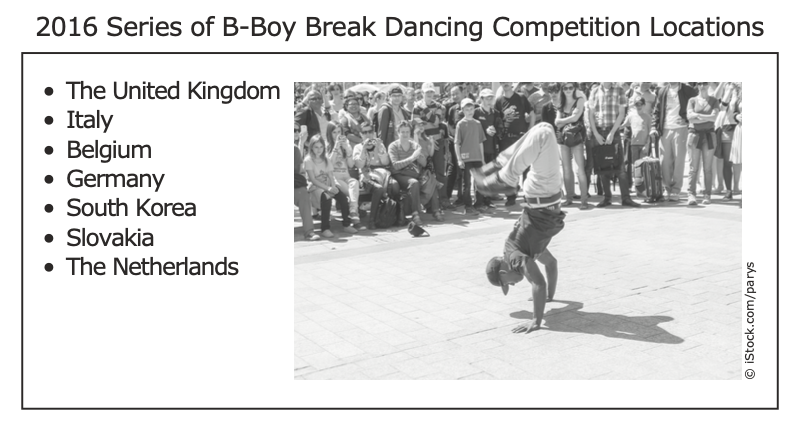 2016 Series of B-Boy Break Dancing Competition Locations
• The United Kingdom
• Italy
• Belgium
• Germany
• South Korea
• Slovakia
• The Netherlands
© iStock.com/parys